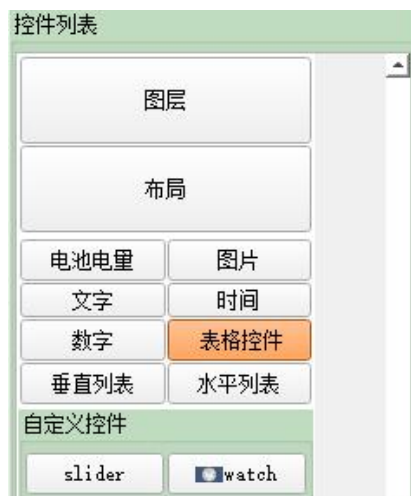 控件列表
图层
布局
电池电量 图片
文字 时间
数字 表格控件
垂直列表 水平列表
自定义控件
slider watch